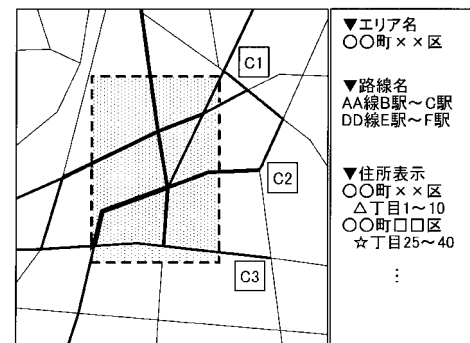 C1
C2
C3
▼エリア名
○○町××区
▼路線名
AA線B駅～C駅
DD線E駅～F駅
▼住所表示
○○町××区
△丁目1～10
○○町□□区
☆丁目25～40
⋮